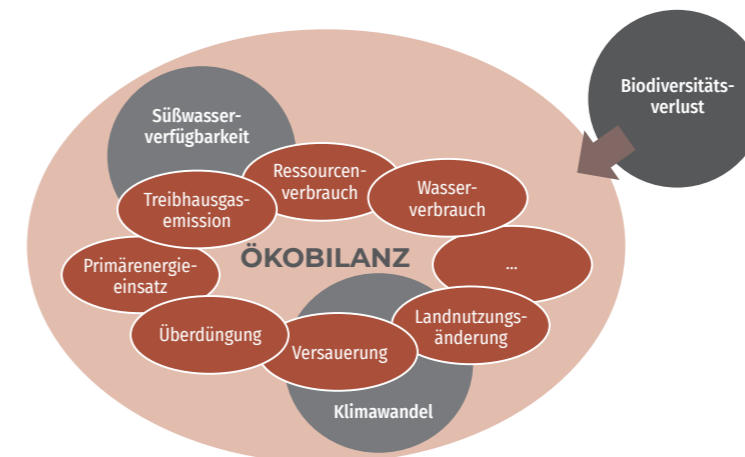 Biodiversitäts-
verlust
Süßwasser-
verfügbarkeit
Ressourcen-
verbrauch
Wasser-
verbrauch
Treibhausgas-
emission
ÖKOBILANZ
...
Primärenergie-
einsatz
Landnutzungs-
änderung
Überdüngung
Versauerung
Klimawandel